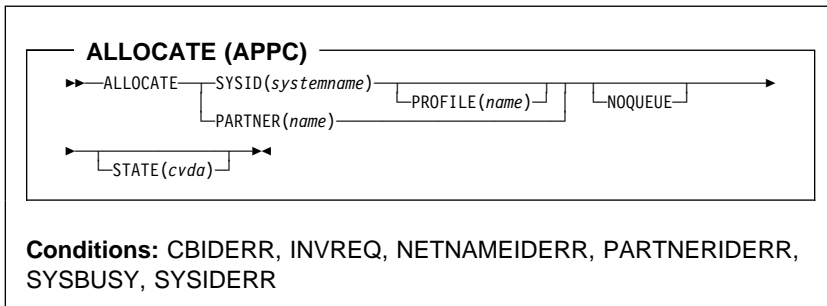 ALLOCATE (APPC)
ALLOCATE SYSID(systemname)
PROFILE(name) NOQUEUE
PARTNER(name)
STATE(cvda)
Conditions: CBIDERR, INVREQ, NETNAMEIDERR, PARTNERIDERR,
SYSBUSY, SYSIDERR